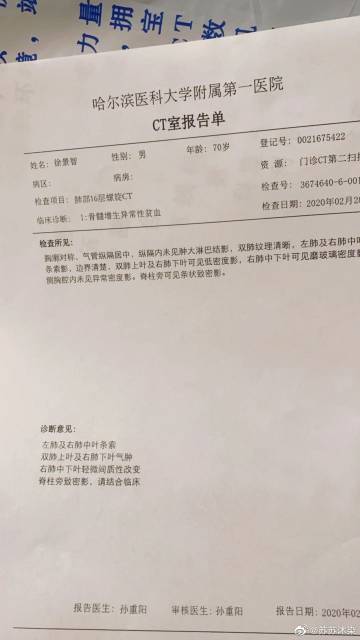 力量
拥
宝
CT
哈尔滨医科大学附属第一医院
CT室报告单
姓名: 徐景智 性别: 男 年龄: 70岁 登记号: 0021675422
病区: 病房: 资源: 门诊CT第二扫
检查项目: 肺部16层螺旋CT 检查号: 3674640-6-001
临床诊断: 1:骨髓增生异常性贫血 检查日期: 2020年02月2
检查所见:
胸廓对称, 气管纵隔居中, 纵隔内未见肿大淋巴结影, 双肺纹理清晰, 左肺及右肺中叶
条索影, 边界清楚, 双肺上叶及右肺下叶可见低密度影, 右肺中下叶可见磨玻璃密度影
侧胸腔内未见异常密度影。脊柱旁可见条状致密影。
诊断意见:
左肺及右肺中叶条索
双肺上叶及右肺下叶气肿
右肺中下叶轻微间质性改变
脊柱旁致密影, 请结合临床
报告医生: 孙重阳 审核医生: 孙重阳 报告日期: 2020年02
@苏苏沐染